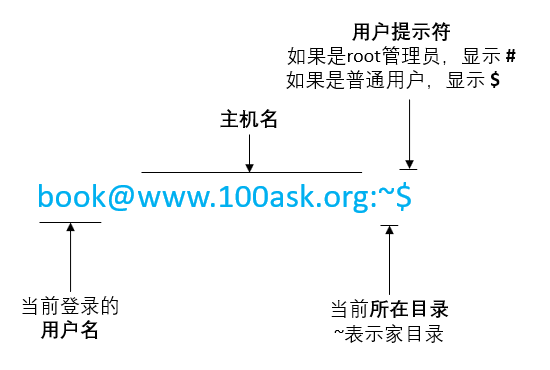 用户提示符
如果是root管理员，显示 #
如果是普通用户，显示 $
主机名
book@www.100ask.org:~$
当前登录的
用户名
当前所在目录
~表示家目录